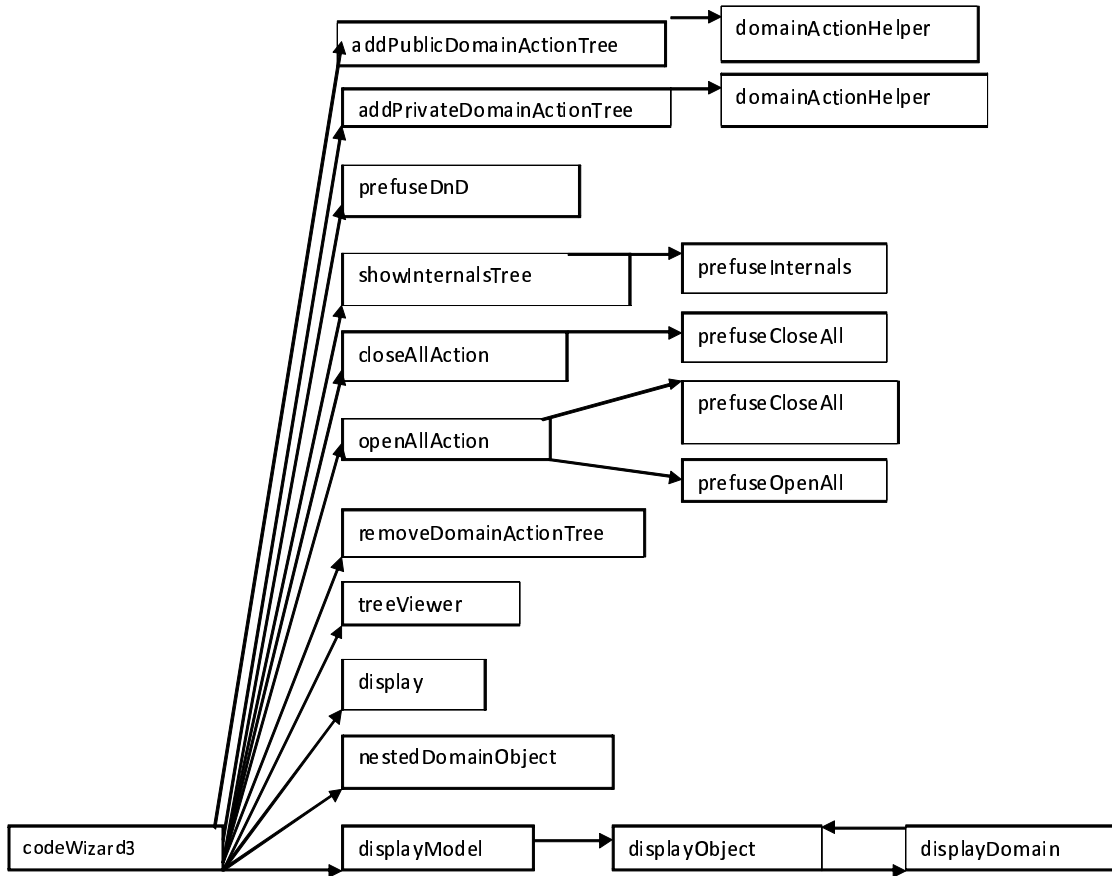 addPublicDomainActionTree
domainActionHelper
addPrivateDomainActionTree
domainActionHelper
prefuseDnD
showInternalsTree
prefuseInternals
closeAllAction
prefuseCloseAll
openAllAction
prefuseCloseAll
prefuseOpenAll
removeDomainActionTree
treeViewer
display
nestedDomainObject
codeWizard3
displayModel
displayObject
displayDomain